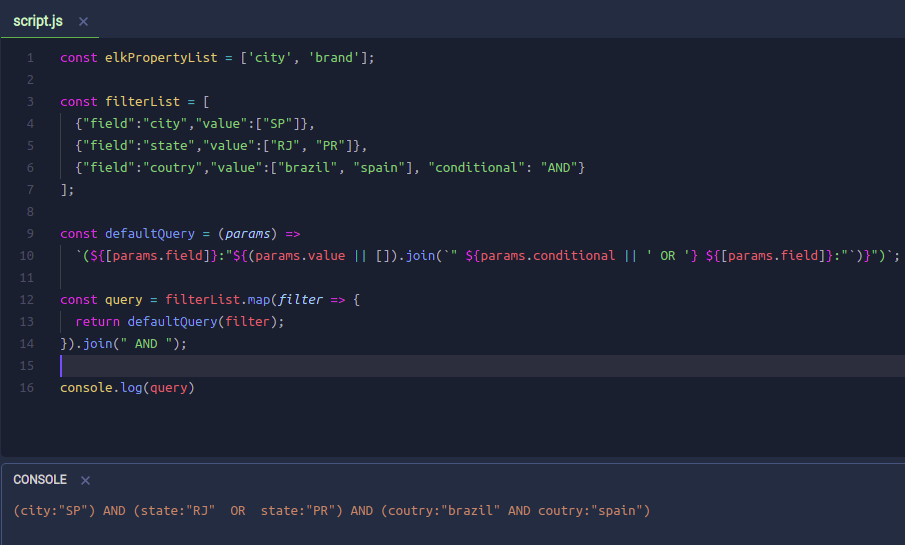 script.js ×
1 const elkPropertyList = ['city', 'brand'];
2
3 const filterList = [
4 {"field":"city","value":["SP"]},
5 {"field":"state","value":["RJ", "PR"]},
6 {"field":"coutry","value":["brazil", "spain"], "conditional": "AND"}
7 ];
8
9 const defaultQuery = (params) =>
10 `(${[params.field]}:"${(params.value || []).join(`" ${params.conditional || ' OR '} ${[params.field]}:"`)}")`;
11
12 const query = filterList.map(filter => {
13 return defaultQuery(filter);
14 }).join(" AND ");
15
16 console.log(query)
CONSOLE ×
(city:"SP") AND (state:"RJ"  OR  state:"PR") AND (coutry:"brazil" AND coutry:"spain")